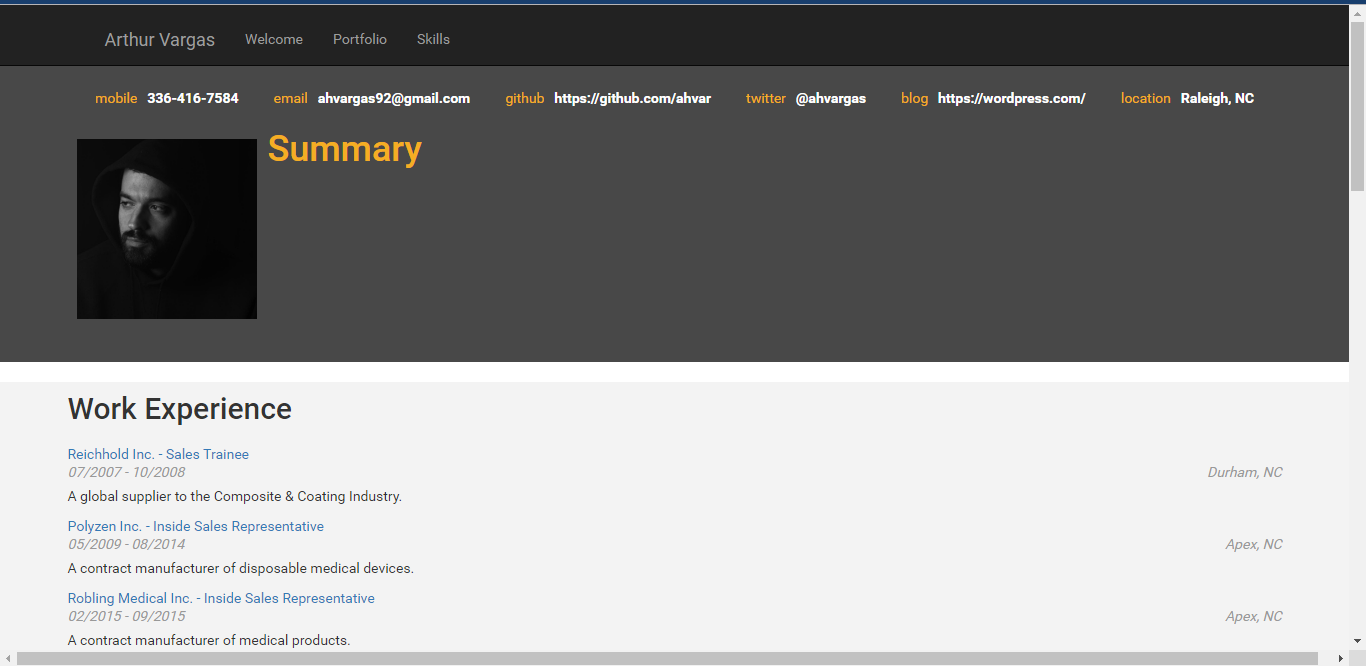 Arthur Vargas Welcome Portfolio Skills
mobile 336-416-7584 email ahvargas92@gmail.com github https://github.com/ahvar twitter @ahvargas blog https://wordpress.com/ location Raleigh, NC
Summary
Work Experience
Reichhold Inc. - Sales Trainee
07/2007 - 10/2008 Durham, NC
A global supplier to the Composite & Coating Industry.
Polyzen Inc. - Inside Sales Representative
05/2009 - 08/2014 Apex, NC
A contract manufacturer of disposable medical devices.
Robling Medical Inc. - Inside Sales Representative
02/2015 - 09/2015 Apex, NC
A contract manufacturer of medical products.